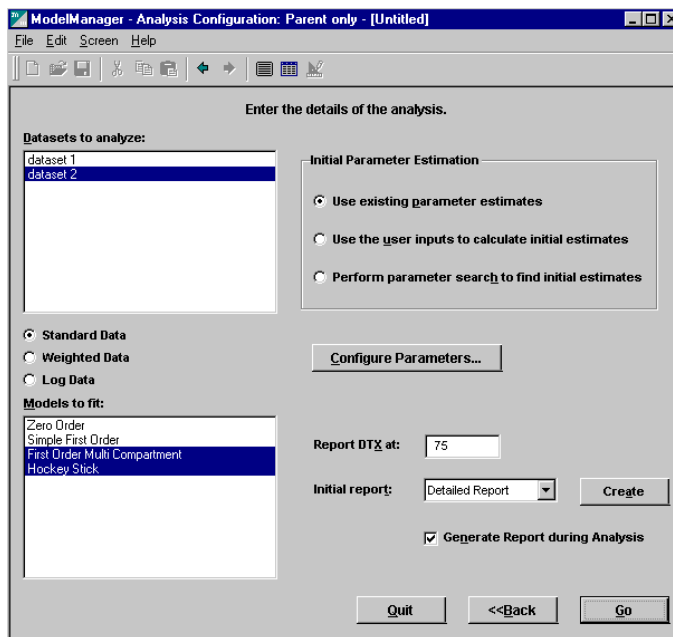 ModelManager - Analysis Configuration: Parent only - [Untitled]
File Edit Screen Help
Enter the details of the analysis.
Datasets to analyze:
dataset 1
dataset 2
Initial Parameter Estimation
Use existing parameter estimates
Use the user inputs to calculate initial estimates
Perform parameter search to find initial estimates
Standard Data
Weighted Data
Log Data
Configure Parameters...
Models to fit:
Zero Order
Simple First Order
First Order Multi Compartment
Hockey Stick
Report DTX at: 75
Initial report: Detailed Report Create
Generate Report during Analysis
Quit <<Back Go